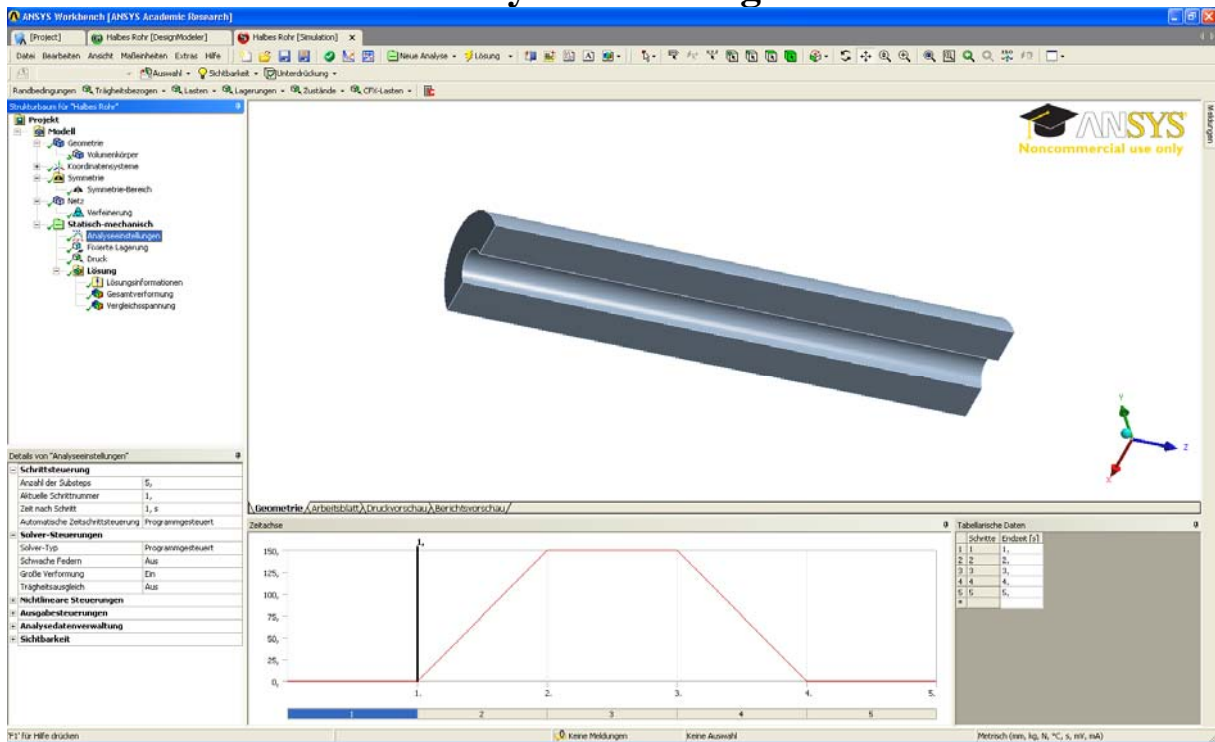 ANSYS Workbench [ANSYS Academic Research]
[Project] Halbes Rohr [DesignModeler] Halbes Rohr [Simulation] x
Datei Bearbeiten Ansicht Maßeinheiten Extras Hilfe Neue Analyse Lösung
Auswahl Sichtbarkeit Unterdrückung
Randbedingungen Trägheitsbezogen Lasten Lagerungen Zustände CFX-Lasten
Strukturbaum für "Halbes Rohr"
Projekt
Modell
Geometrie
Volumenkörper
Koordinatensysteme
Symmetrie
Symmetrie-Bereich
Netz
Verfeinerung
Statisch-mechanisch
Analyseeinstellungen
Fixierte Lagerung
Druck
Lösung
Lösungsinformationen
Gesamtverformung
Vergleichsspannung
ANSYS
Noncommercial use only
Meldungen
Y
Z
X
Details von "Analyseeinstellungen"
Schrittsteuerung
Anzahl der Substeps 5,
Aktuelle Schrittnummer 1,
Zeit nach Schritt 1, s
Automatische Zeitschrittsteuerung Programmgesteuert
Solver-Steuerungen
Solver-Typ Programmgesteuert
Schwache Federn Aus
Große Verformung Ein
Trägheitsausgleich Aus
Nichtlineare Steuerungen
Ausgabesteuerungen
Analysedatenverwaltung
Sichtbarkeit
Geometrie Arbeitsblatt Druckvorschau Berichtsvorschau
Zeitachse
1,
150,
125,
100,
75,
50,
25,
0,
1. 2. 3. 4. 5.
1 2 3 4 5
Tabellarische Daten
Schritte Endzeit [s]
1 1 1,
2 2 2,
3 3 3,
4 4 4,
5 5 5,
*
'F1' für Hilfe drücken Keine Meldungen Keine Auswahl Metrisch (mm, kg, N, °C, s, mV, mA)